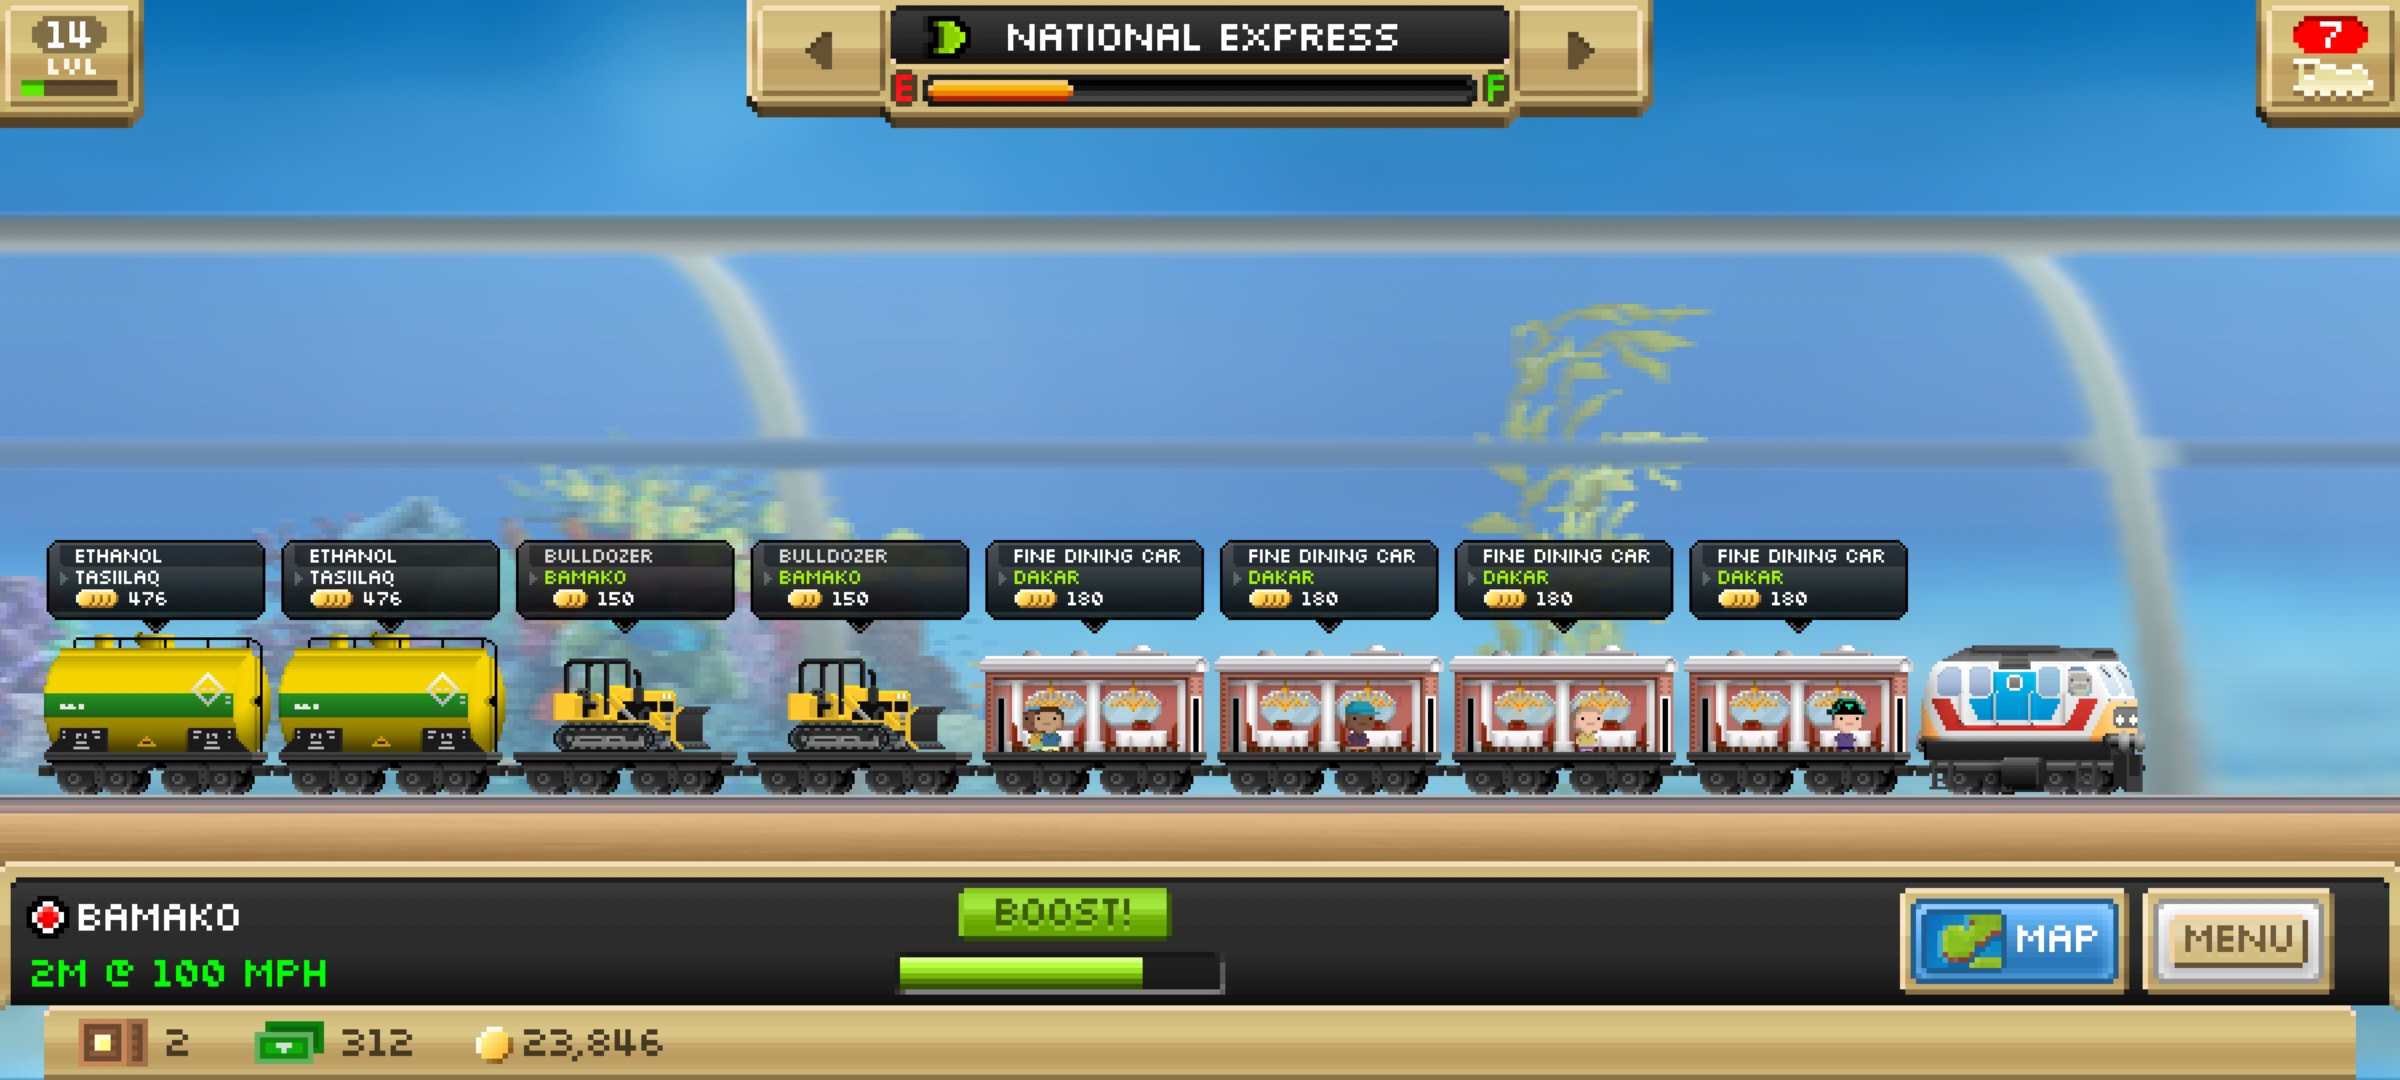 14
LVL
NATIONAL EXPRESS
E F
7
ETHANOL
TASIILAQ
476
ETHANOL
TASIILAQ
476
BULLDOZER
BAMAKO
150
BULLDOZER
BAMAKO
150
FINE DINING CAR
DAKAR
180
FINE DINING CAR
DAKAR
180
FINE DINING CAR
DAKAR
180
FINE DINING CAR
DAKAR
180
BAMAKO
2M @ 100 MPH
BOOST!
MAP
MENU
2
312
23,846